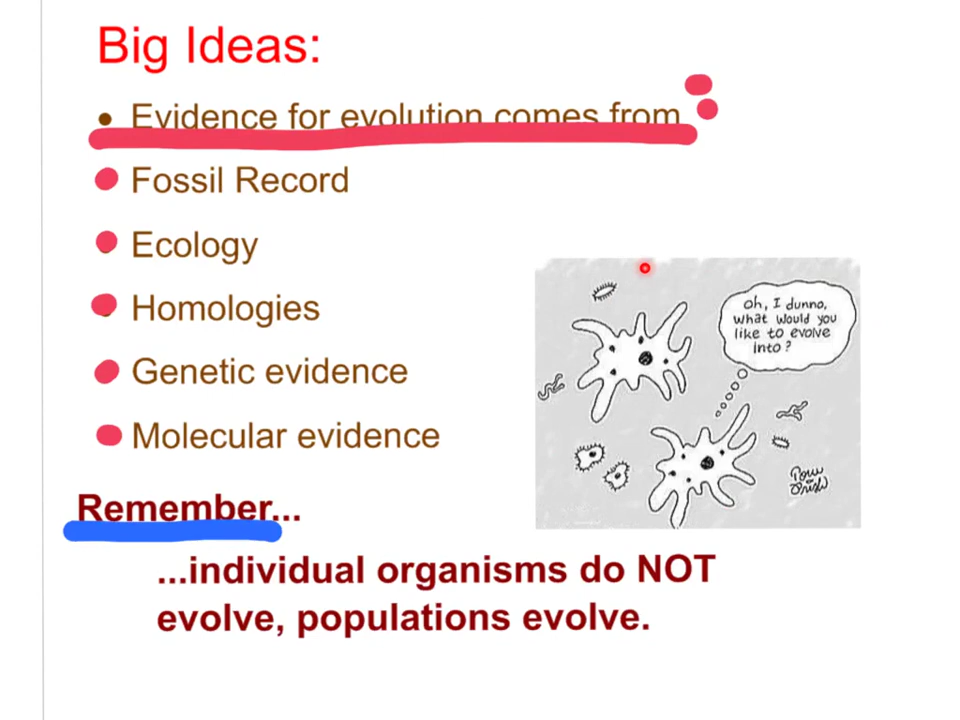 Big Ideas:
• Evidence for evolution comes from:
• Fossil Record
• Ecology
• Homologies
• Genetic evidence
• Molecular evidence
Oh, I dunno.
what would you
like to evolve
into?
Remember...
...individual organisms do NOT
evolve, populations evolve.